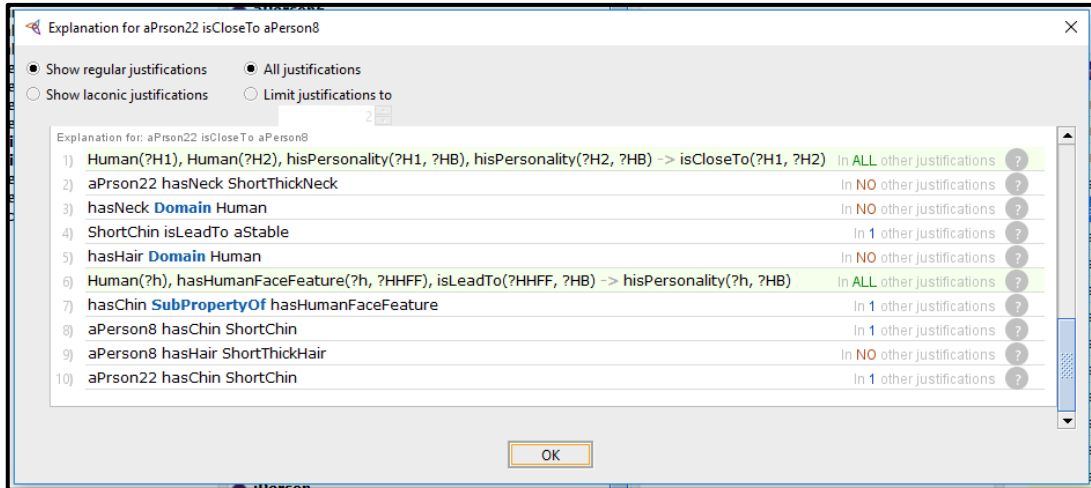 Explanation for aPrson22 isCloseTo aPerson8
Show regular justifications All justifications
Show laconic justifications Limit justifications to
2
Explanation for: aPrson22 isCloseTo aPerson8
1) Human(?H1), Human(?H2), hisPersonality(?H1, ?HB), hisPersonality(?H2, ?HB) -> isCloseTo(?H1, ?H2) In ALL other justifications ?
2) aPrson22 hasNeck ShortThickNeck In NO other justifications ?
3) hasNeck Domain Human In NO other justifications ?
4) ShortChin isLeadTo aStable In 1 other justifications ?
5) hasHair Domain Human In NO other justifications ?
6) Human(?h), hasHumanFaceFeature(?h, ?HHFF), isLeadTo(?HHFF, ?HB) -> hisPersonality(?h, ?HB) In ALL other justifications ?
7) hasChin SubPropertyOf hasHumanFaceFeature In 1 other justifications ?
8) aPerson8 hasChin ShortChin In 1 other justifications ?
9) aPerson8 hasHair ShortThickHair In NO other justifications ?
10) aPrson22 hasChin ShortChin In 1 other justifications ?
OK